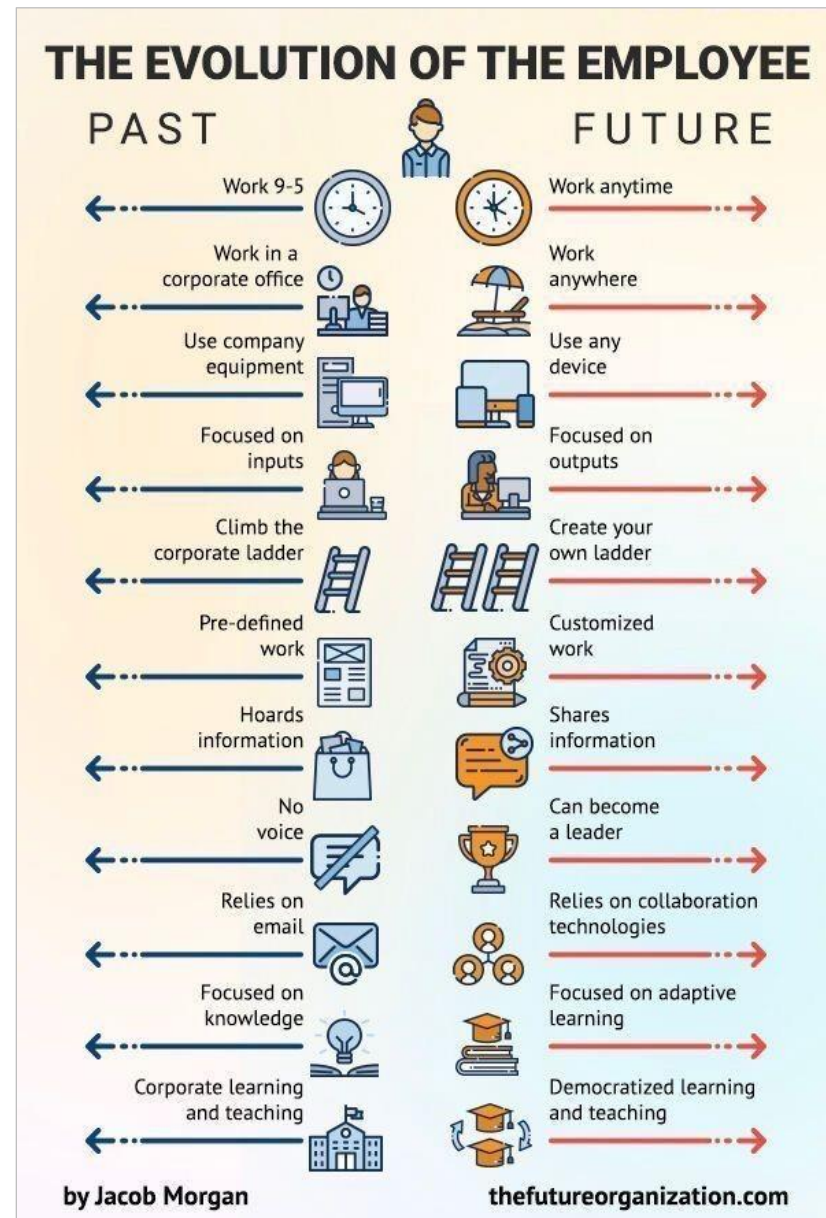 THE EVOLUTION OF THE EMPLOYEE
PAST
FUTURE
Work 9-5
Work anytime
Work in a
corporate office
Work
anywhere
Use company
equipment
Use any
device
Focused on
inputs
Focused on
outputs
Climb the
corporate ladder
Create your
own ladder
Pre-defined
work
Customized
work
Hoards
information
Shares
information
No
voice
Can become
a leader
Relies on
email
@
Relies on collaboration
technologies
Focused on
knowledge
Focused on adaptive
learning
Corporate learning
and teaching
Democratized learning
and teaching
by Jacob Morgan
thefutureorganization.com